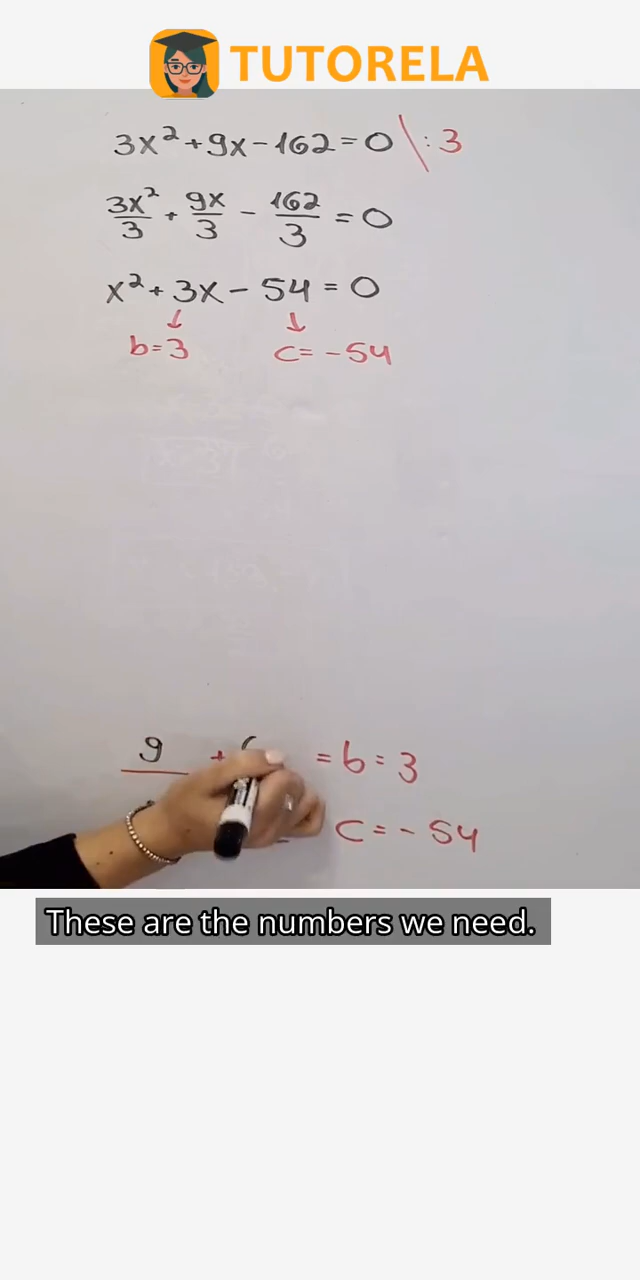 TUTORELA
3x²+9x-162=0 \:3
3x²/3 + 9x/3 - 162/3 = 0
x²+3x-54=0
↓ ↓
b=3 c=-54
9 + = b = 3
c = - 54
These are the numbers we need.